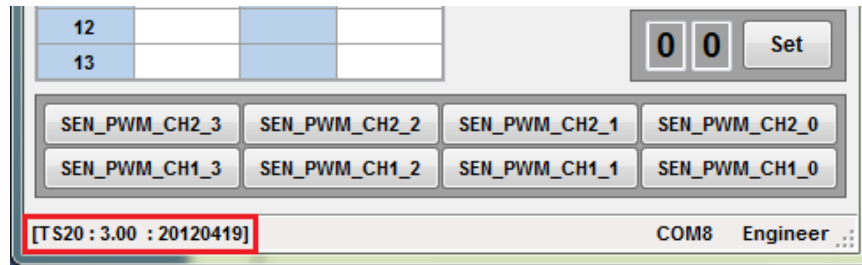 12
13
0 0 Set
SEN_PWM_CH2_3 SEN_PWM_CH2_2 SEN_PWM_CH2_1 SEN_PWM_CH2_0
SEN_PWM_CH1_3 SEN_PWM_CH1_2 SEN_PWM_CH1_1 SEN_PWM_CH1_0
[TS20 : 3.00 : 20120419] COM8 Engineer